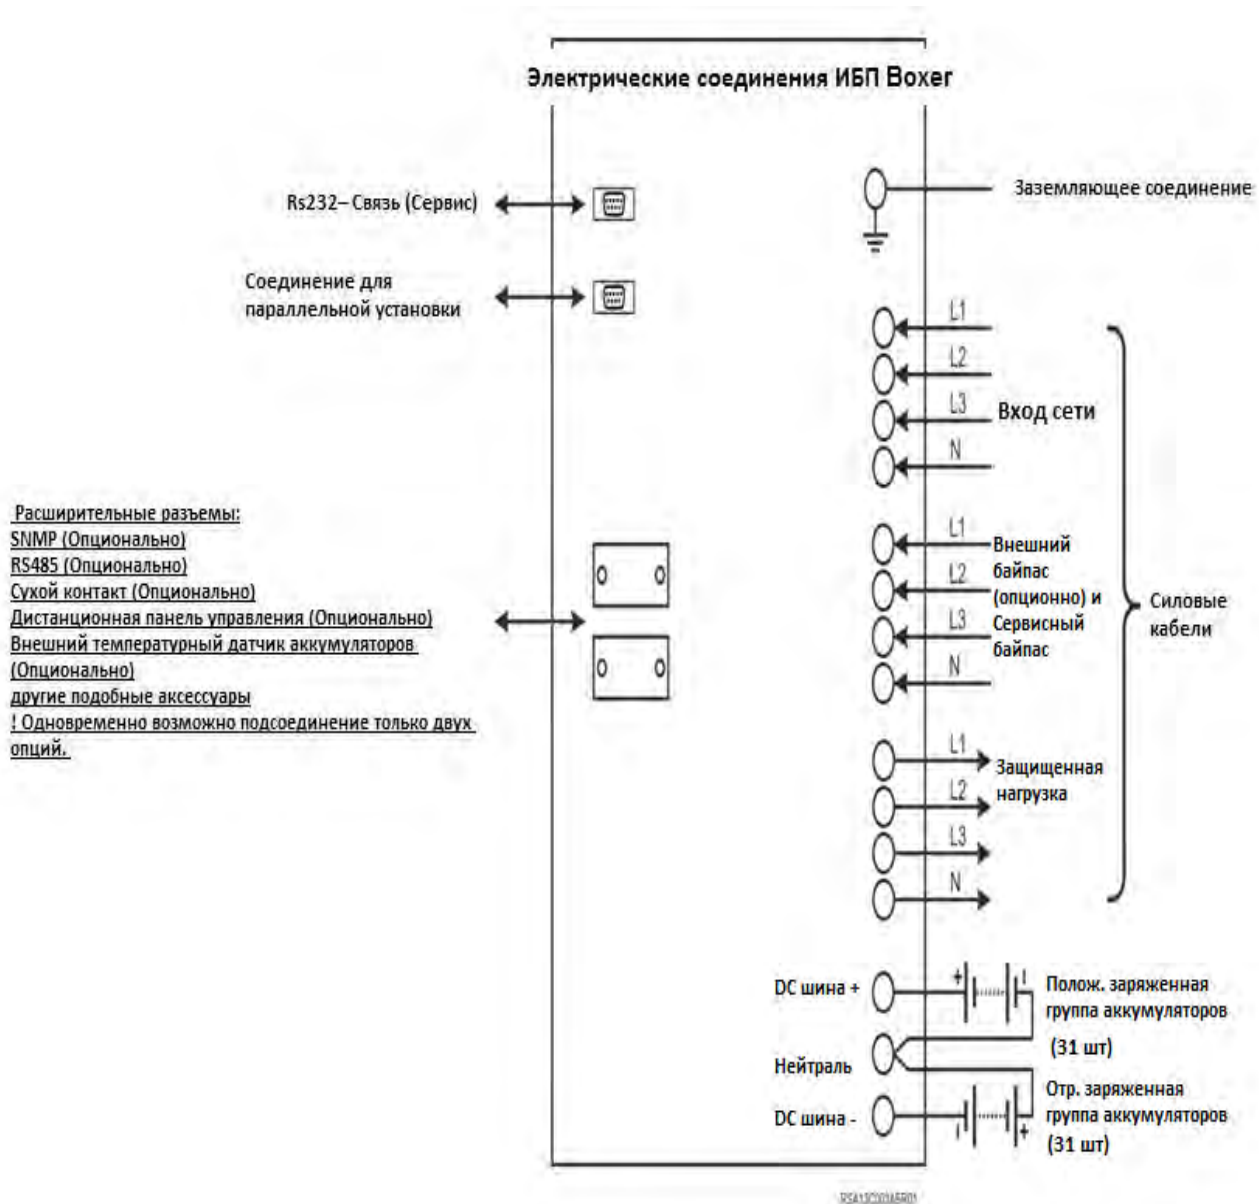 Электрические соединения ИБП Boxer
Rs232– Связь (Сервис)
Заземляющее соединение
Соединение для
параллельной установки
L1
L2
L3
N
Вход сети
Расширительные разъемы:
SNMP (Опционально)
RS485 (Опционально)
Сухой контакт (Опционально)
Дистанционная панель управления (Опционально)
Внешний температурный датчик аккумуляторов
(Опционально)
другие подобные аксессуары
! Одновременно возможно подсоединение только двух
опций.
L1
L2
L3
N
Внешний
байпас
(опционно) и
Сервисный
байпас
Силовые
кабели
L1
L2
L3
N
Защищенная
нагрузка
DC шина +
+
-
Полож. заряженная
группа аккумуляторов
(31 шт)
Нейтраль
DC шина -
-
+
Отр. заряженная
группа аккумуляторов
(31 шт)